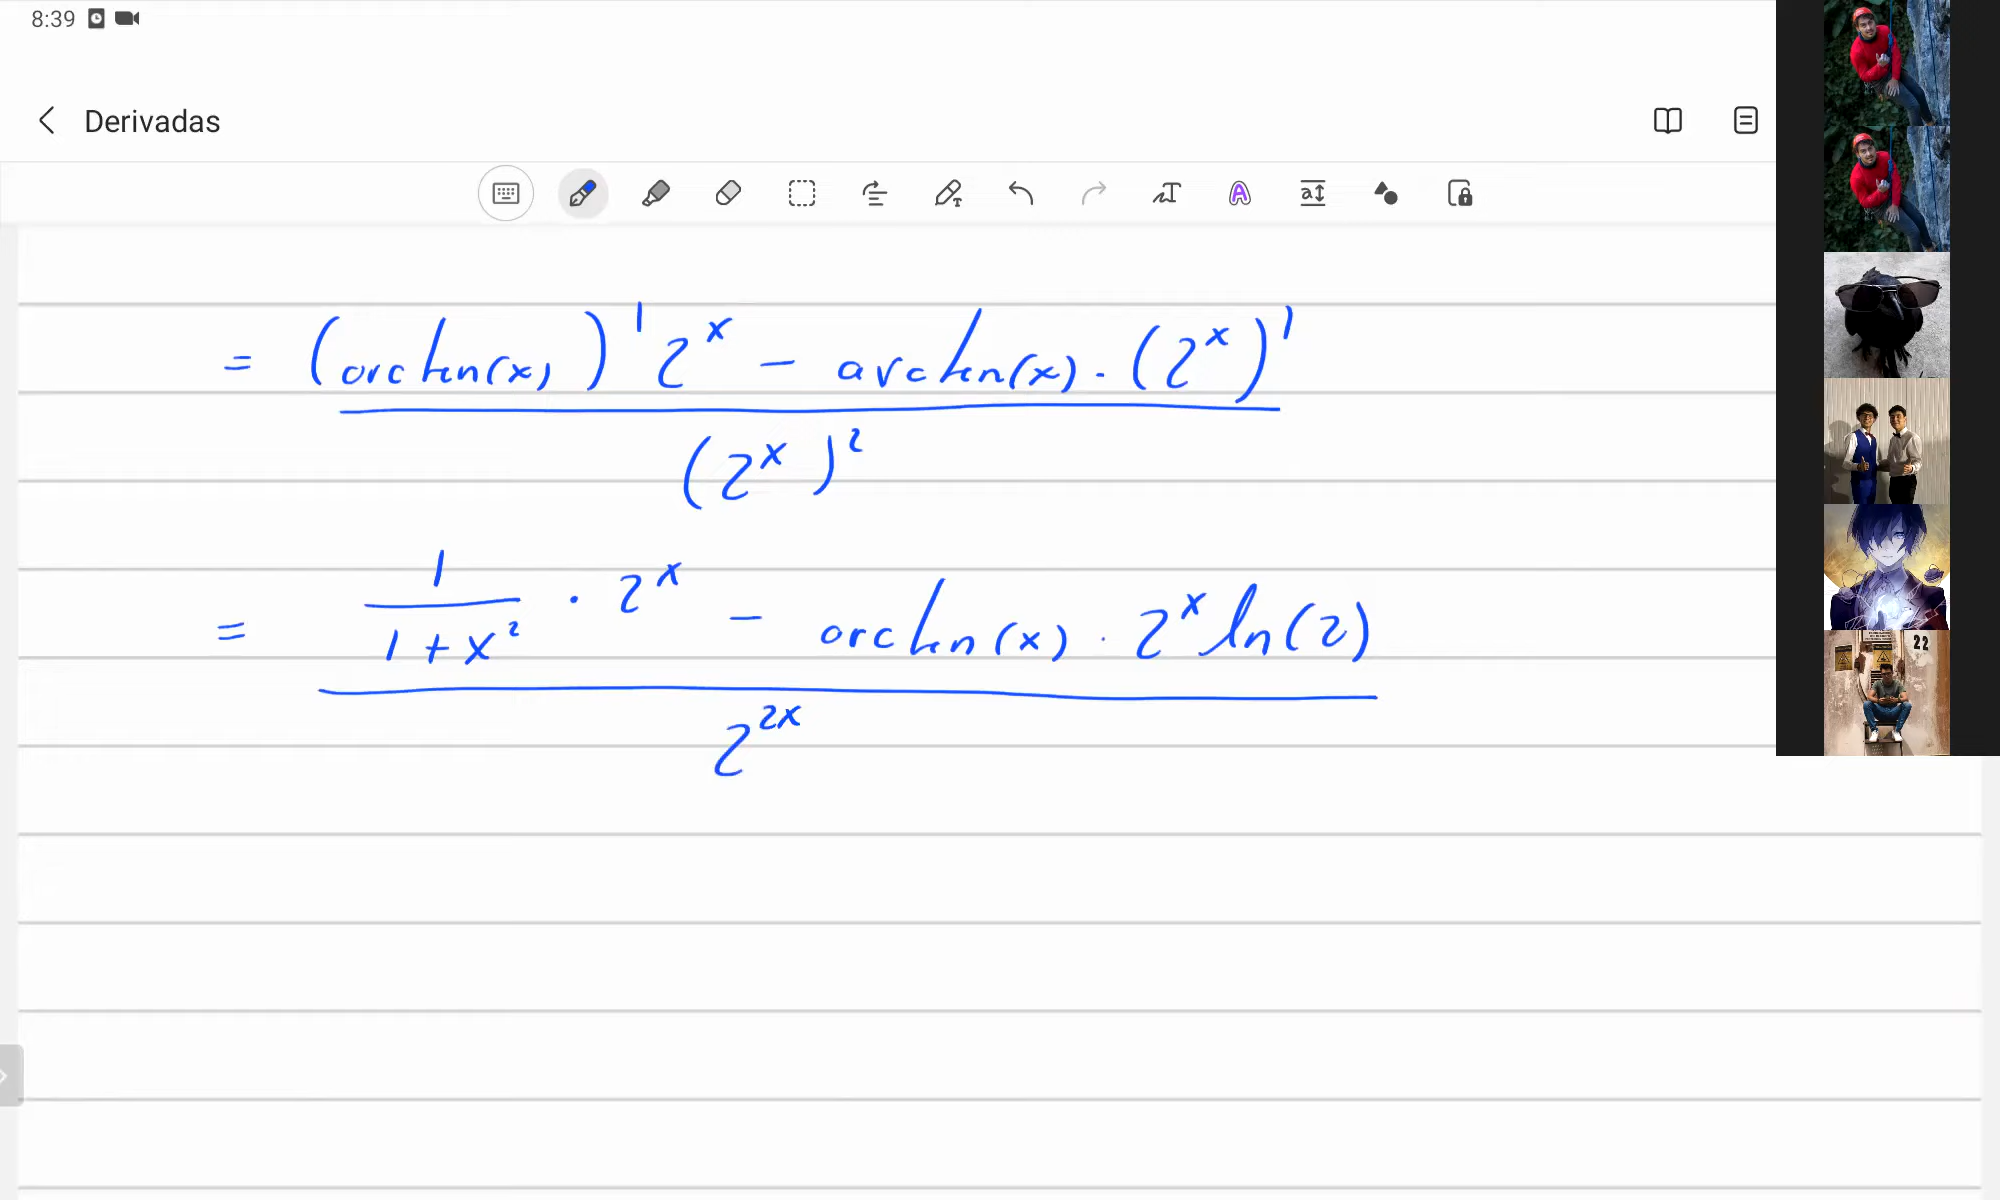 8:39
Derivadas
= (arctan(x))' 2^x - arctan(x) · (2^x)'
(2^x)^2
= 1/(1+x^2) · 2^x - arctan(x) · 2^x ln(2)
2^{2x}
22